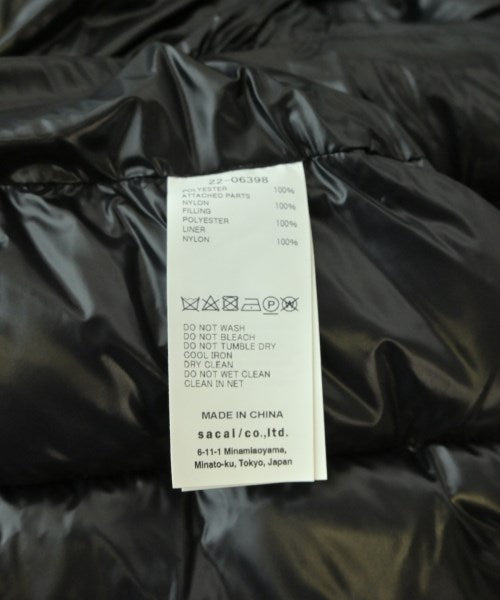 22-06398
POLYESTER 100%
ATTACHED PARTS
NYLON 100%
FILLING
POLYESTER 100%
LINER
NYLON 100%
P W
DO NOT WASH
DO NOT BLEACH
DO NOT TUMBLE DRY
COOL IRON
DRY CLEAN
DO NOT WET CLEAN
CLEAN IN NET
MADE IN CHINA
sacai/co.,ltd.
6-11-1 Minamiaoyama,
Minato-ku, Tokyo, Japan